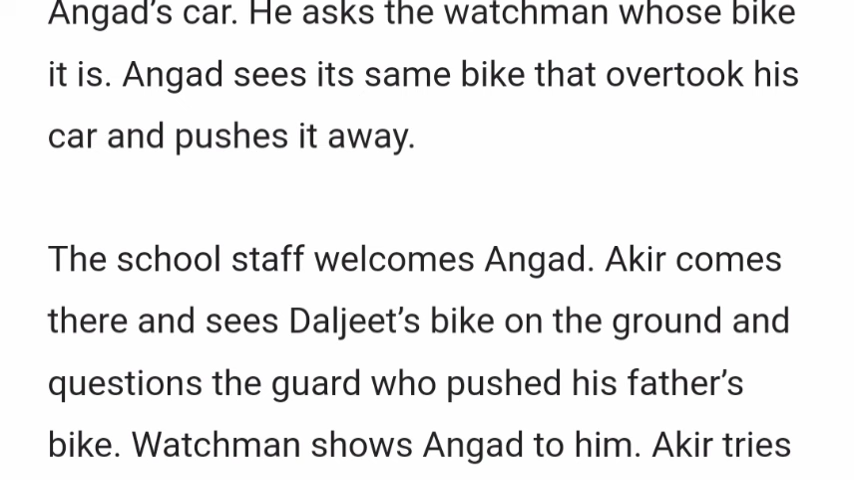 Angad’s car. He asks the watchman whose bike
it is. Angad sees its same bike that overtook his
car and pushes it away.
The school staff welcomes Angad. Akir comes
there and sees Daljeet’s bike on the ground and
questions the guard who pushed his father’s
bike. Watchman shows Angad to him. Akir tries